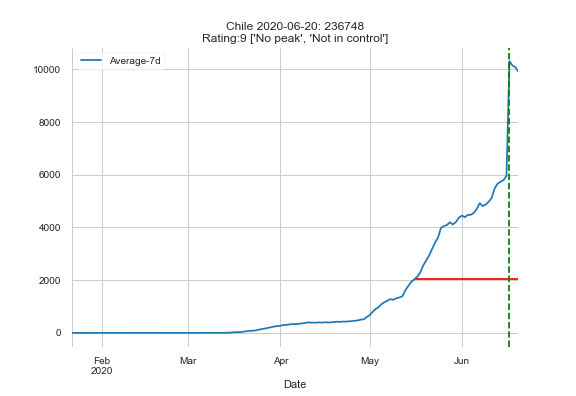 Chile 2020-06-20: 236748
Rating:9 ['No peak', 'Not in control']
Average-7d
10000
8000
6000
4000
2000
0
Feb Mar Apr May Jun
2020
Date